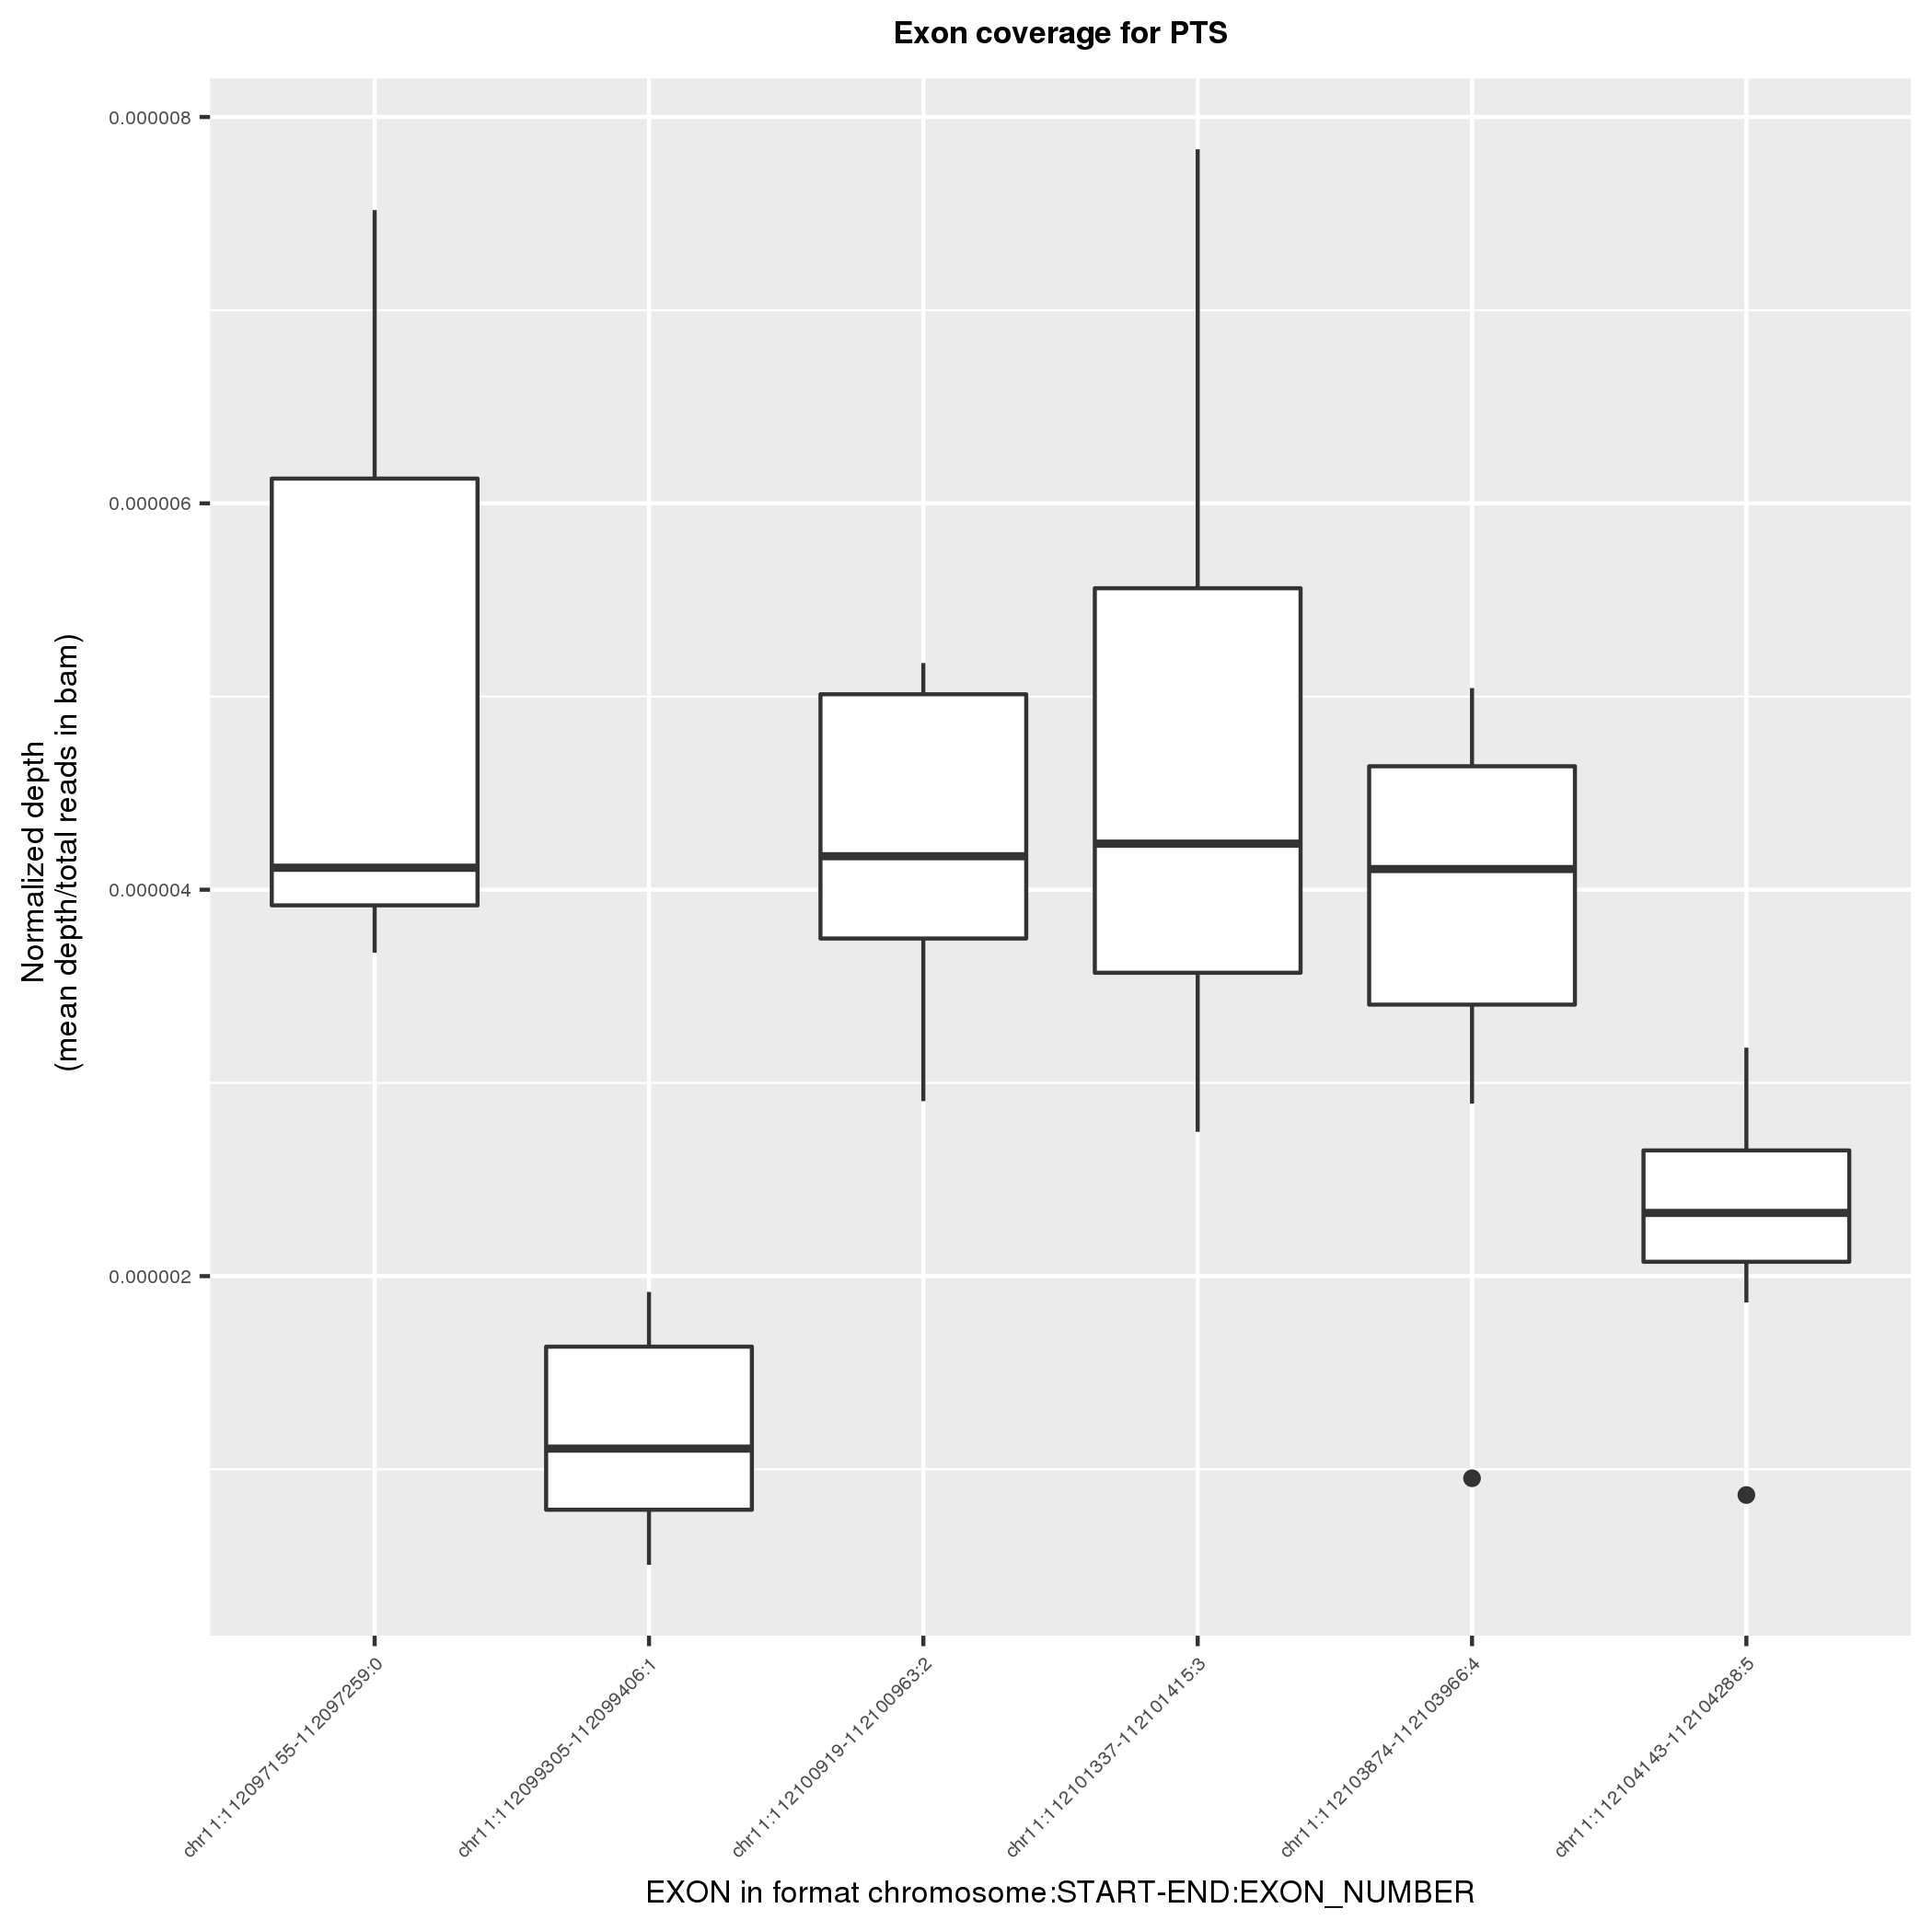 Exon coverage for PTS
0.000008
0.000006
0.000004
0.000002
Normalized depth
(mean depth/total reads in bam)
chr11:112097155-112097259:0
chr11:112099305-112099406:1
chr11:112100919-112100963:2
chr11:112101337-112101415:3
chr11:112103874-112103966:4
chr11:112104143-112104288:5
EXON in format chromosome:START-END:EXON_NUMBER